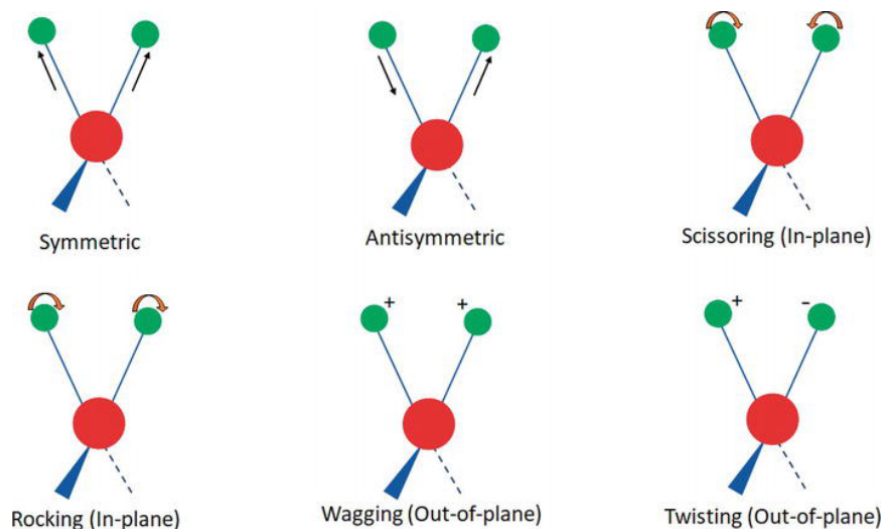 Symmetric
Antisymmetric
Scissoring (In-plane)
+
+
+
-
Rocking (In-plane)
Wagging (Out-of-plane)
Twisting (Out-of-plane)